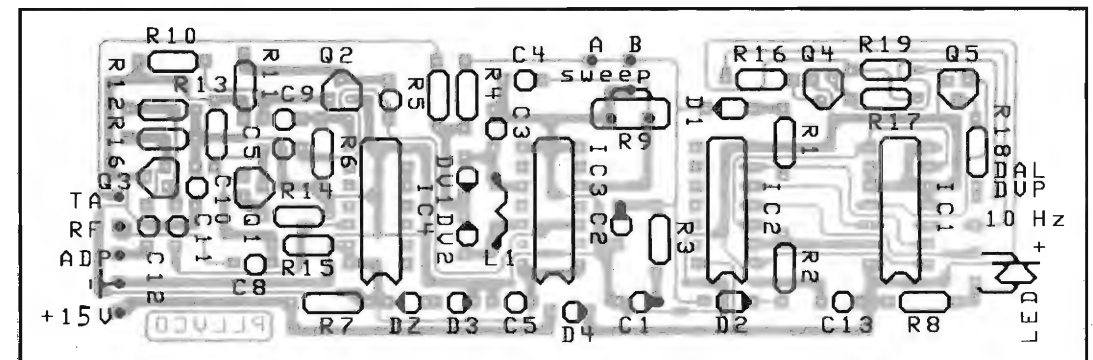 R10
Q2
C4
A B
sweep
R16
Q4
R19
Q5
R11
R12
R13
C9
R5
R4
D1
R17
R18
R16
C5
R6
C3
R9
R1
IC3
AL
DVP
Q3
TA
C10
Q1
R14
IC4
DV1
DV2
L1
C2
R3
IC2
IC1
10 Hz
RF
C11
R15
R2
+
ADP
C12
C8
DEL
-
+15V
PLLVCO
R7
D2
D3
C5
D4
C1
D2
C13
R8